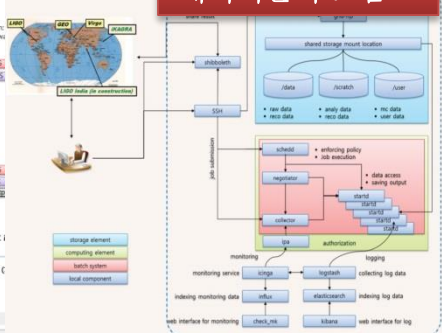 LIGO
GEO
Virgo
KAGRA
LIGO India (in construction)
shibboleth
SSH
job submission
shared storage mount location
/data
/scratch
/user
• raw data
• reco data
• analy data
• reco data
• mc data
• user data
schedd
• enforcing policy
• job execution
negotiator
• data access
• saving output
startd
startd
startd
startd
startd
collector
ipa
authorization
monitoring
logging
monitoring service
icinga
logstash
collecting log data
indexing monitoring data
influx
elasticsearch
indexing log data
web interface for monitoring
check_mk
kibana
web interface for log
storage element
computing element
batch system
local component